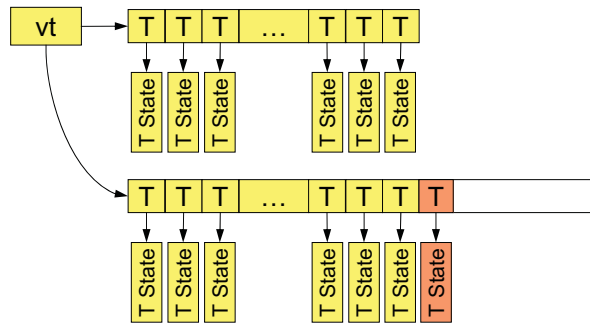 vt
T T T … T T T
T State T State T State T State T State T State
T T T … T T T T
T State T State T State T State T State T State T State